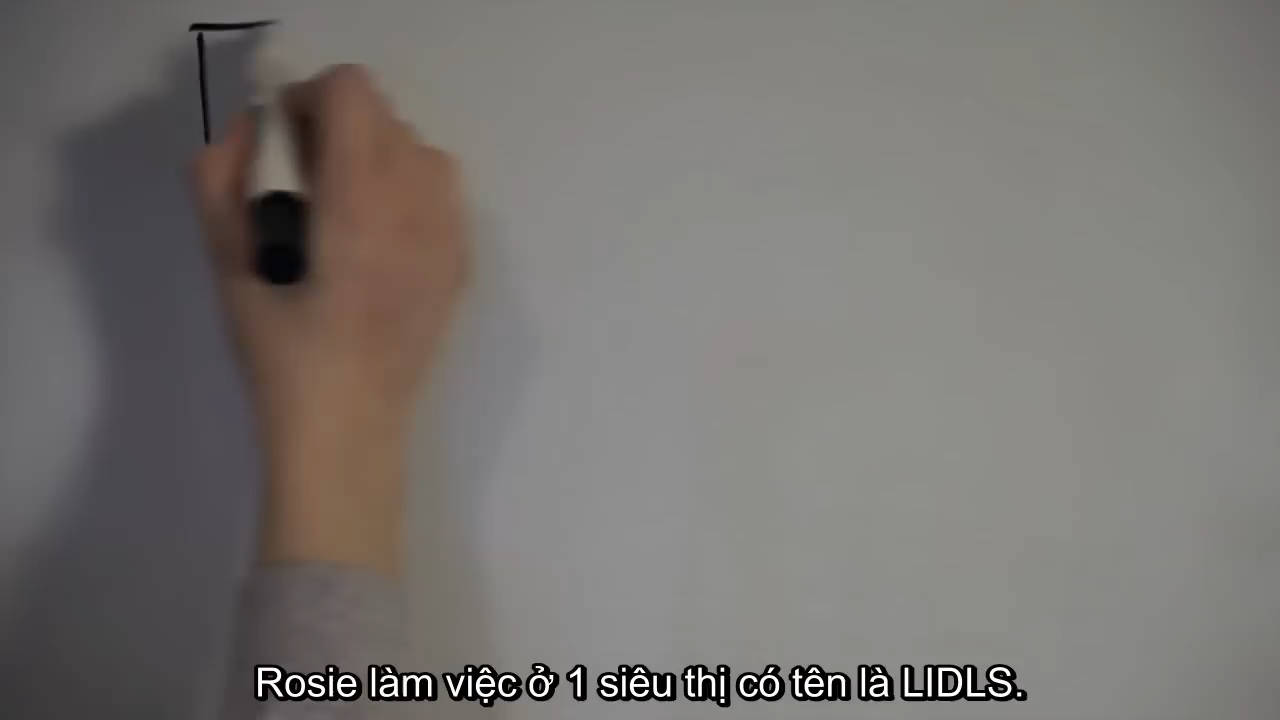 Rosie làm việc ở 1 siêu thị có tên là LIDLS.